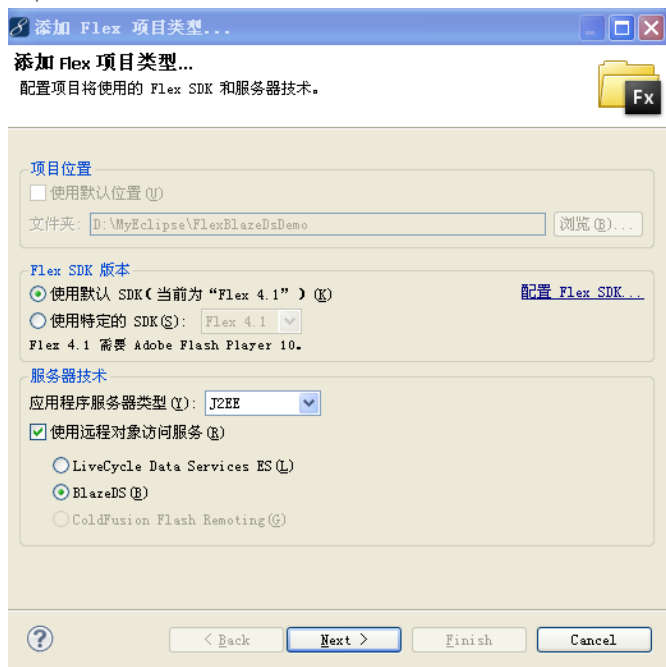 添加 Flex 项目类型...
添加 Flex 项目类型...
配置项目将使用的 Flex SDK 和服务器技术。
Fx
项目位置
使用默认位置(U)
文件夹: D:\MyEclipse\FlexBlazeDsDemo 浏览(B)...
Flex SDK 版本
使用默认 SDK(当前为“Flex 4.1”)(K) 配置 Flex SDK...
使用特定的 SDK(S): Flex 4.1
Flex 4.1 需要 Adobe Flash Player 10。
服务器技术
应用程序服务器类型(Y): J2EE
使用远程对象访问服务(R)
LiveCycle Data Services ES(L)
BlazeDS(B)
ColdFusion Flash Remoting(G)
? < Back Next > Finish Cancel